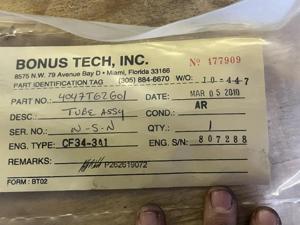 BONUS TECH, INC. № 477909
8575 N.W. 79 Avenue Bay D • Miami, Florida 33166
PART IDENTIFICATION TAG (305) 884-6670 W/O: 10-447
PART NO.: 4047T62G01 DATE: MAR 05 2010
DESC.: TUBE ASSY COND.: AR
SER. NO.: N-S-N QTY.: 1
ENG. TYPE: CF34-3A1 ENG. S/N: 807288
REMARKS: P262619072
FORM: BT02